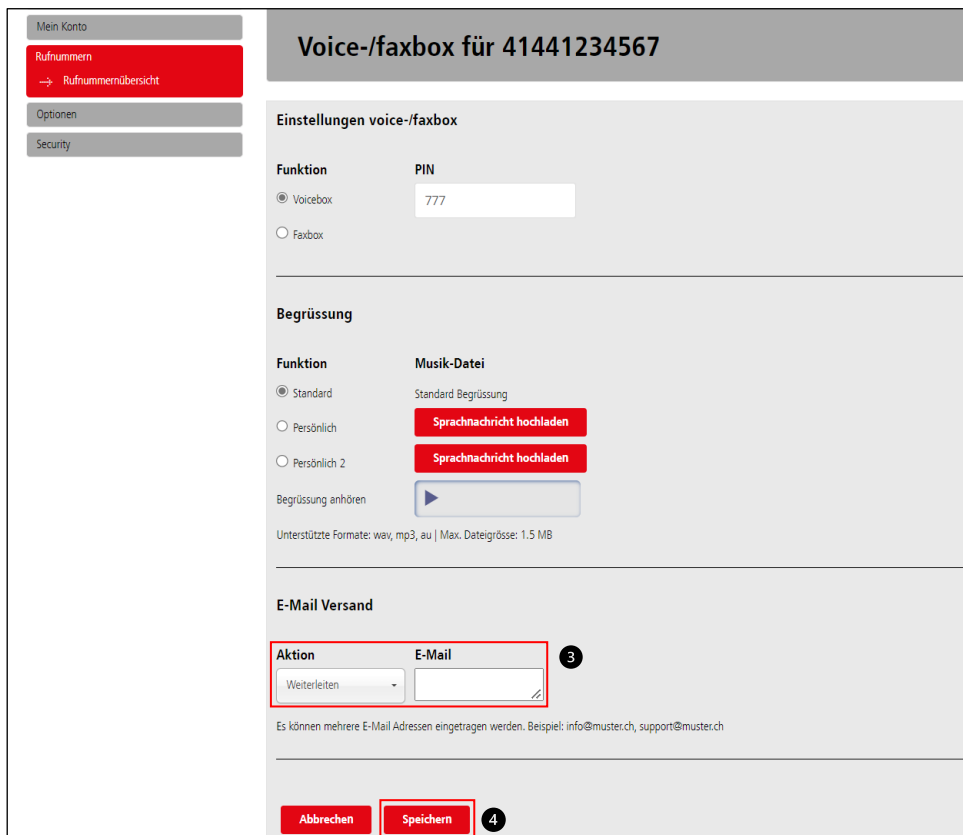 Mein Konto
Rufnummern
Rufnummernübersicht
Optionen
Security
Voice-/faxbox für 41441234567
Einstellungen voice-/faxbox
Funktion PIN
Voicebox 777
Faxbox
Begrüssung
Funktion Musik-Datei
Standard Standard Begrüssung
Persönlich Sprachnachricht hochladen
Persönlich 2 Sprachnachricht hochladen
Begrüssung anhören
Unterstützte Formate: wav, mp3, au | Max. Dateigrösse: 1.5 MB
E-Mail Versand
Aktion E-Mail 3
Weiterleiten
Es können mehrere E-Mail Adressen eingetragen werden. Beispiel: info@muster.ch, support@muster.ch
Abbrechen Speichern 4